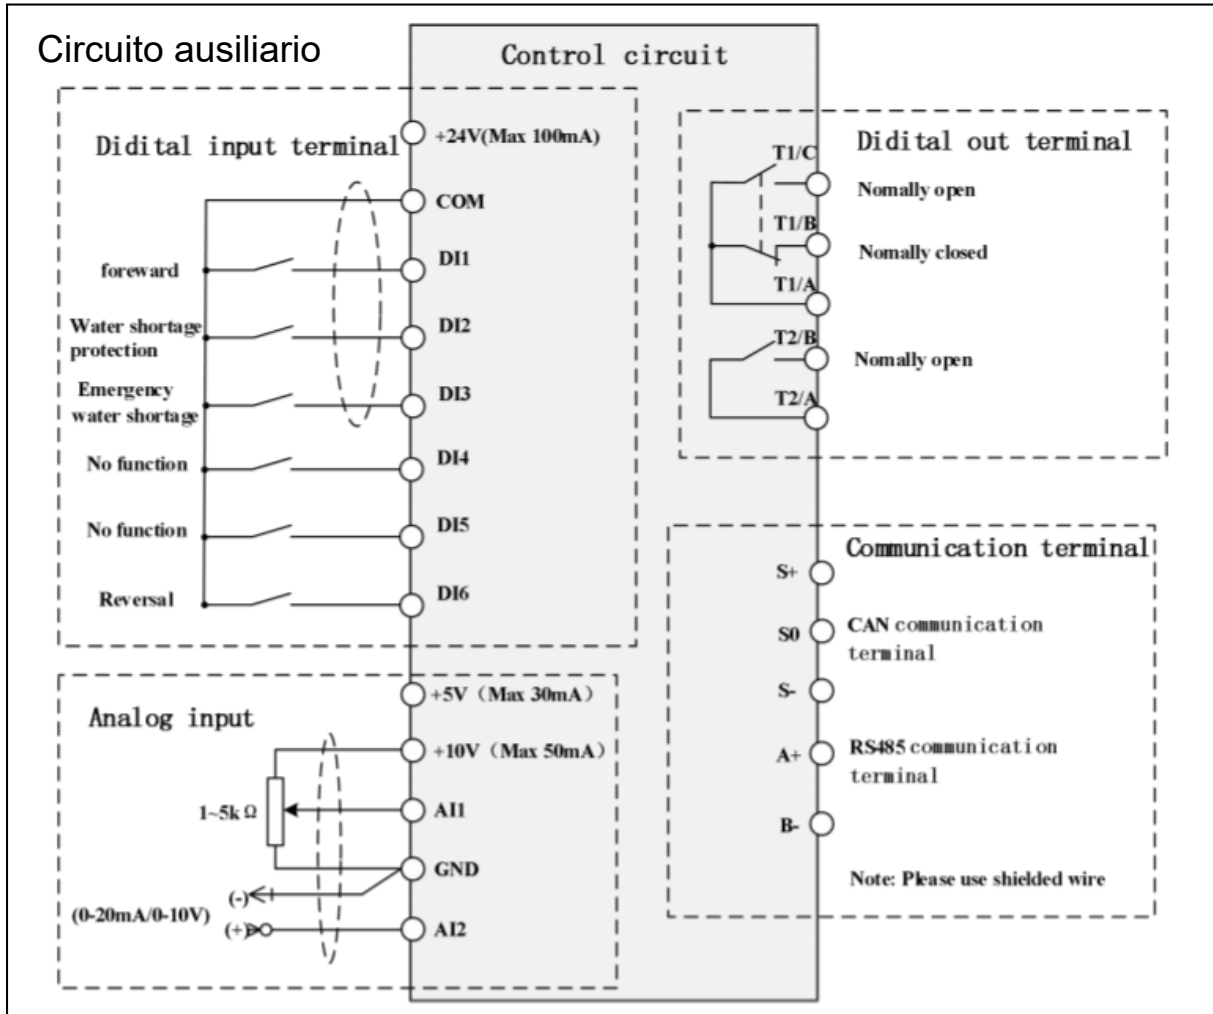 Circuito ausiliario
Control circuit
Didital input terminal
+24V(Max 100mA)
COM
foreward
DI1
Water shortage
protection
DI2
Emergency
water shortage
DI3
No function
DI4
No function
DI5
Reversal
DI6
Analog input
+5V（Max 30mA）
+10V（Max 50mA）
1~5k Ω
AI1
GND
(-)
(0-20mA/0-10V)
(+)
AI2
Didital out terminal
T1/C
Nomally open
T1/B
Nomally closed
T1/A
T2/B
Nomally open
T2/A
Communication terminal
S+
S0
CAN communication
terminal
S-
A+
RS485 communication
terminal
B-
Note: Please use shielded wire